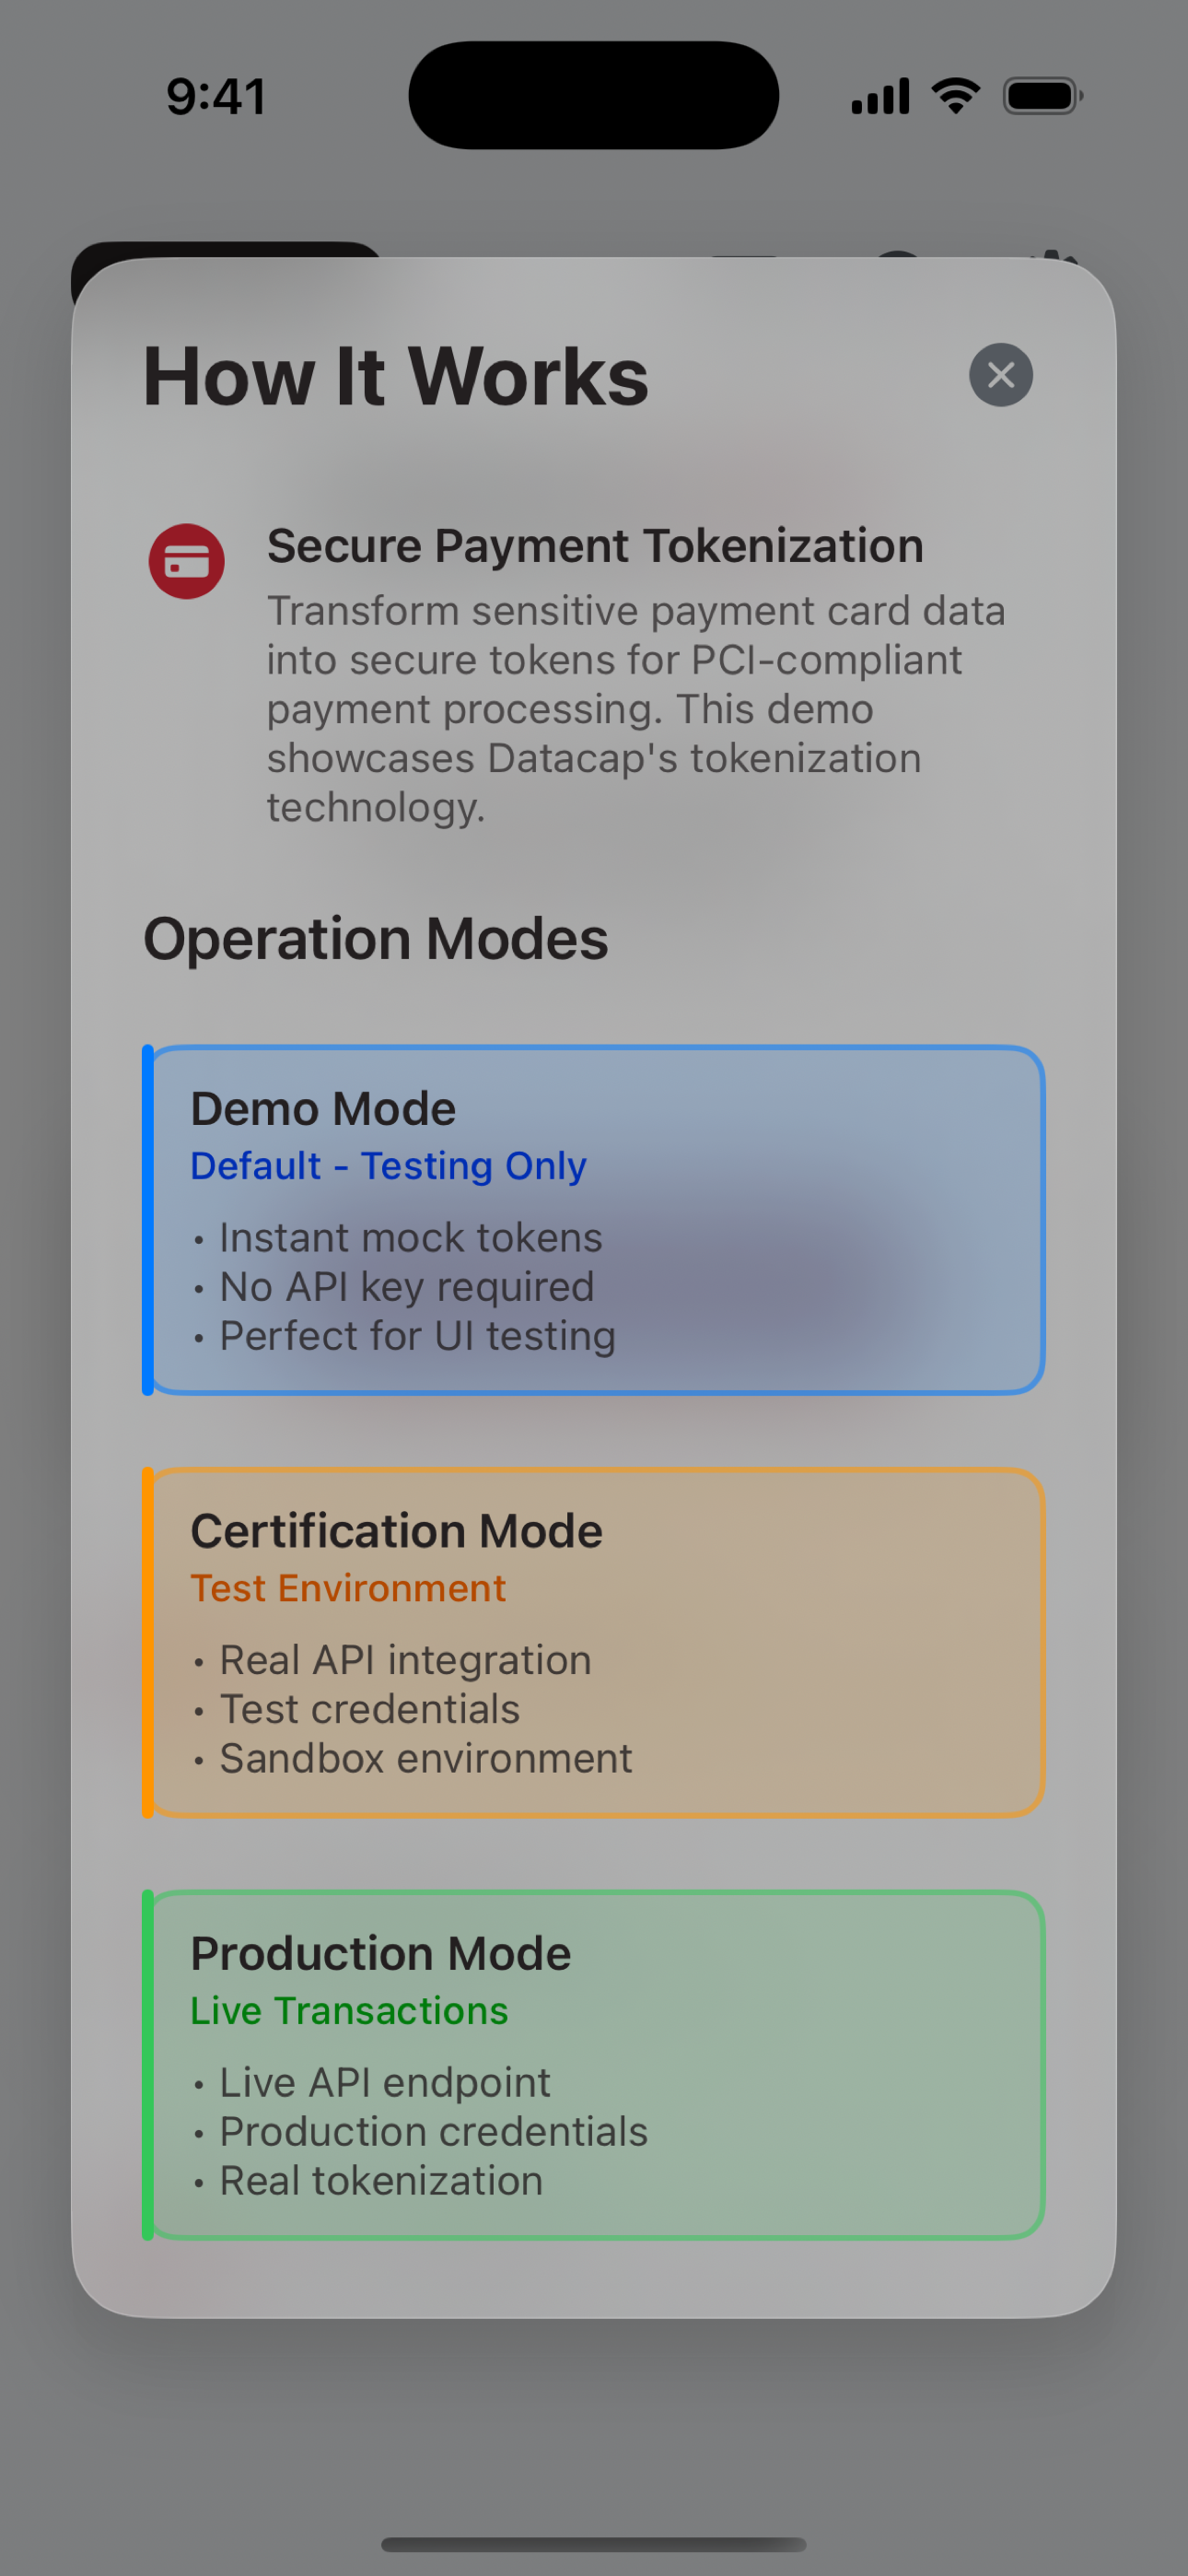 9:41
How It Works
Secure Payment Tokenization
Transform sensitive payment card data
into secure tokens for PCI-compliant
payment processing. This demo
showcases Datacap's tokenization
technology.
Operation Modes
Demo Mode
Default - Testing Only
• Instant mock tokens
• No API key required
• Perfect for UI testing
Certification Mode
Test Environment
• Real API integration
• Test credentials
• Sandbox environment
Production Mode
Live Transactions
• Live API endpoint
• Production credentials
• Real tokenization